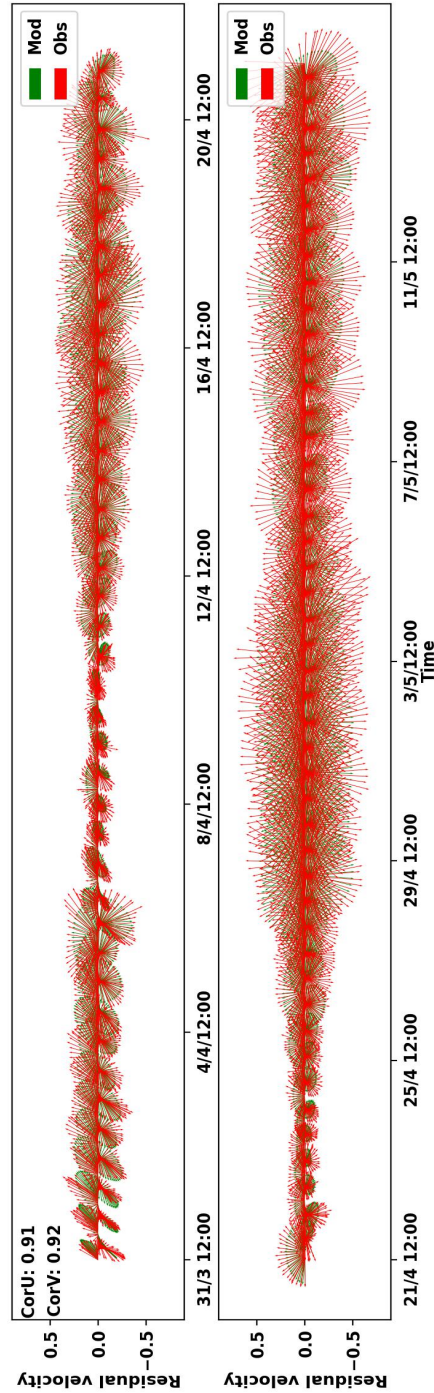 CorU: 0.91
CorV: 0.92
Mod
Obs
Residual velocity
0.5
0.0
−0.5
31/3 12:00
4/4/12:00
8/4 12:00
12/4 12:00
16/4 12:00
20/4 12:00
Mod
Obs
Residual velocity
0.5
0.0
−0.5
21/4 12:00
25/4 12:00
29/4 12:00
3/5/12:00
7/5/12:00
11/5 12:00
Time